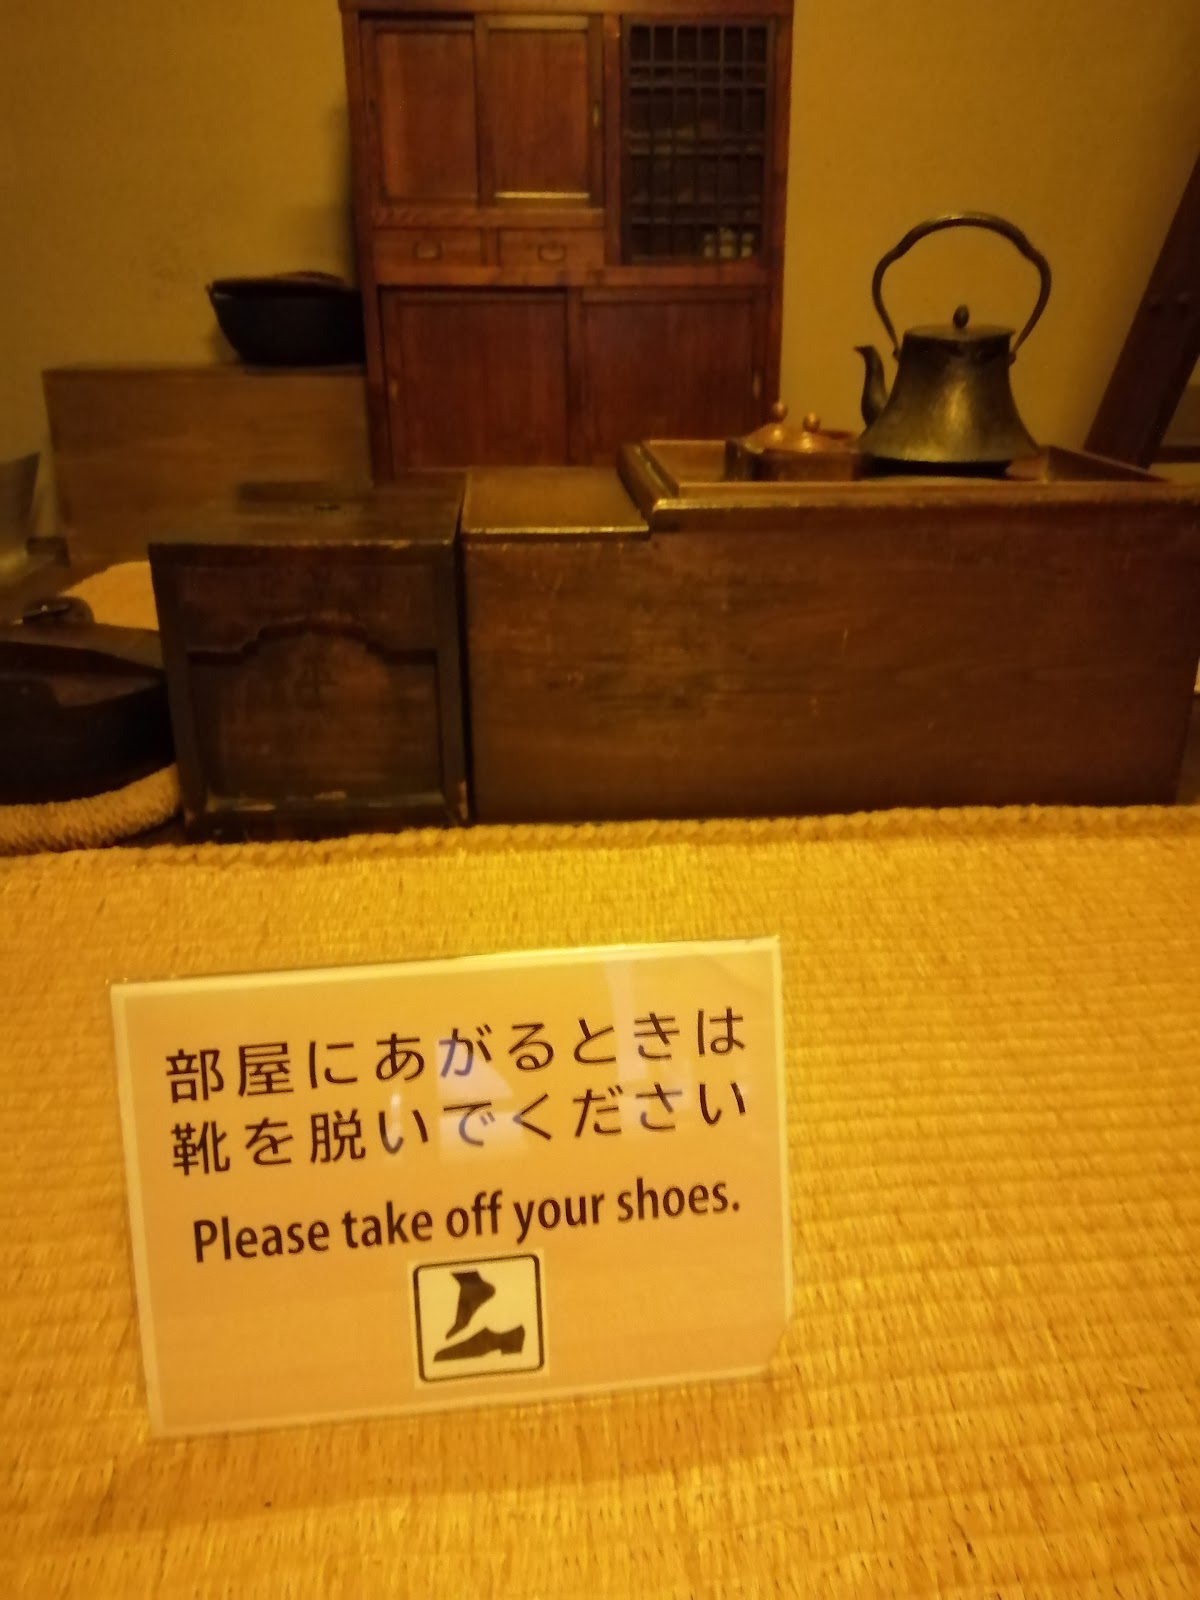 部屋にあがるときは
靴を脱いでください
Please take off your shoes.